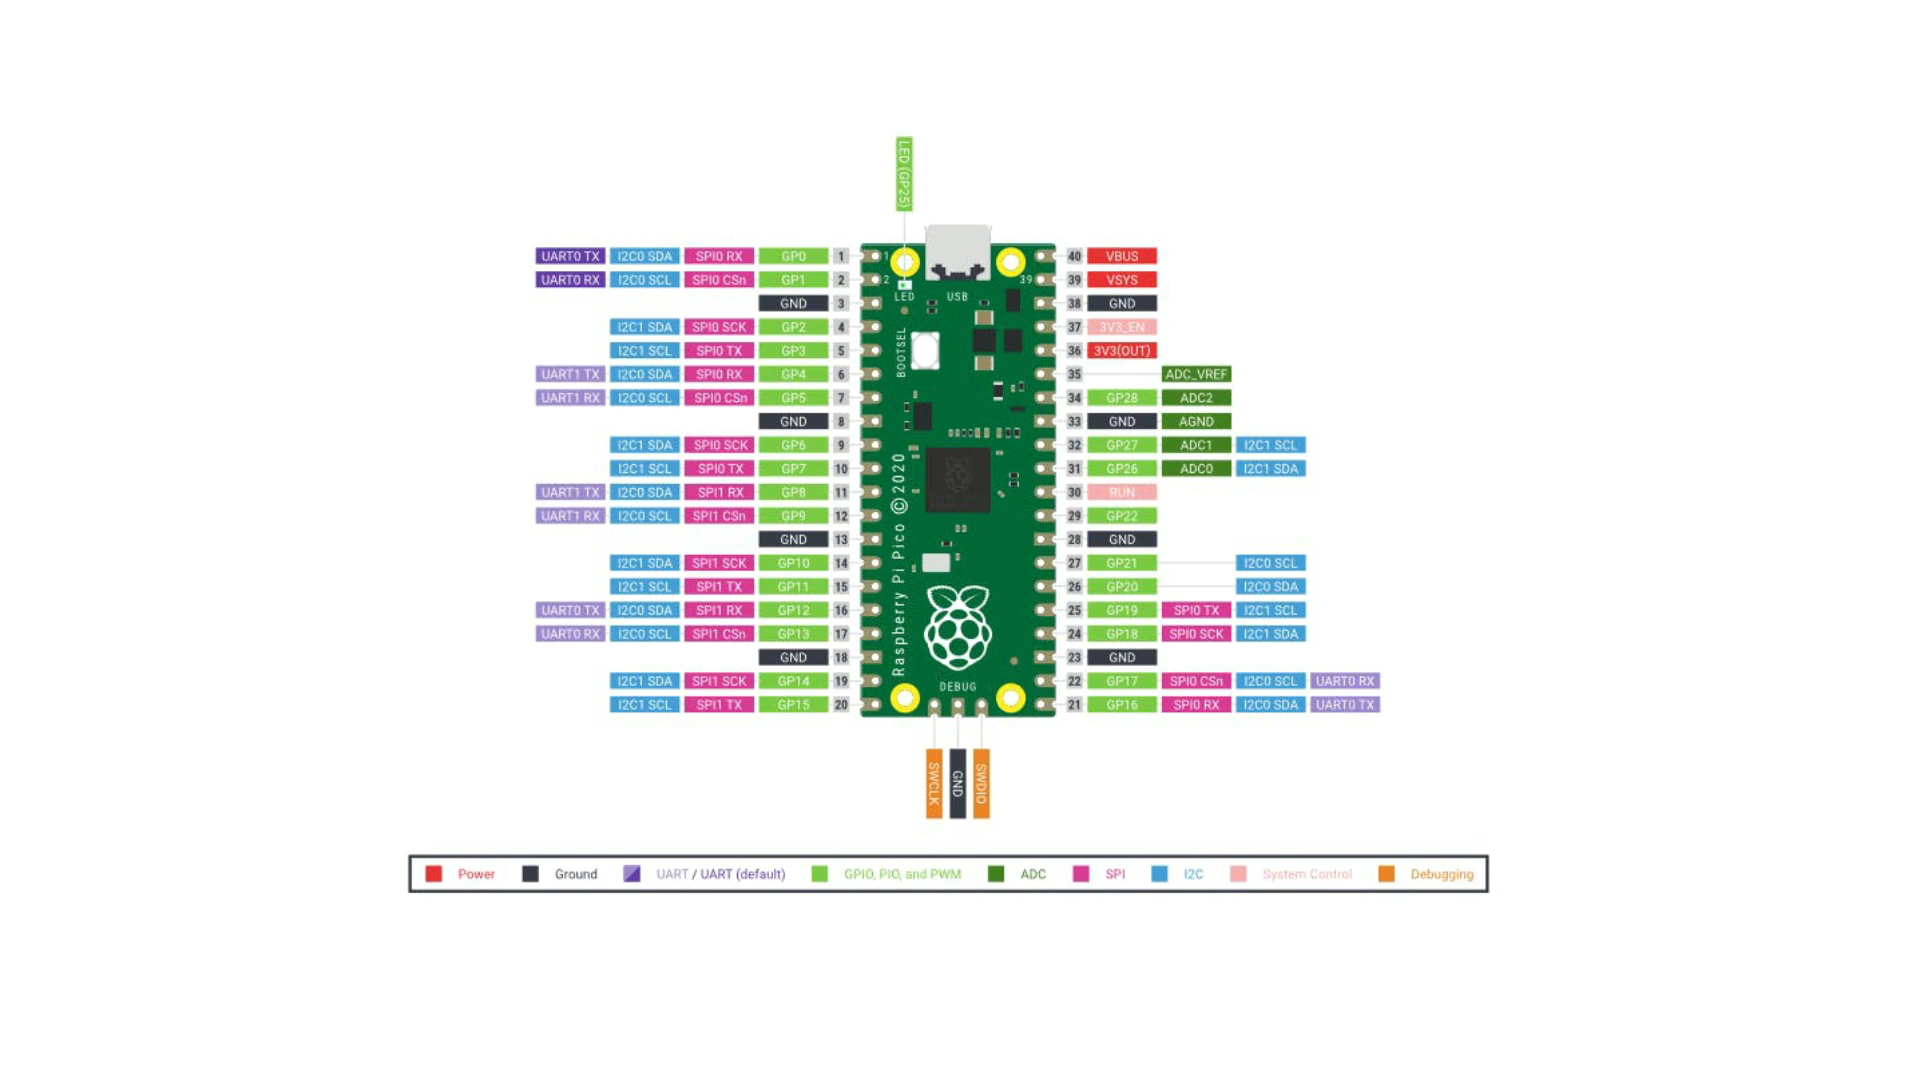 LED (GP25)
UART0 TX I2C0 SDA SPI0 RX GP0 1 1 40 VBUS
UART0 RX I2C0 SCL SPI0 CSn GP1 2 2 39 39 VSYS
LED USB
GND 3 38 GND
I2C1 SDA SPI0 SCK GP2 4 37 3V3_EN
BOOTSEL
I2C1 SCL SPI0 TX GP3 5 36 3V3(OUT)
UART1 TX I2C0 SDA SPI0 RX GP4 6 35 ADC_VREF
UART1 RX I2C0 SCL SPI0 CSn GP5 7 34 GP28 ADC2
GND 8 33 GND AGND
I2C1 SDA SPI0 SCK GP6 9 32 GP27 ADC1 I2C1 SCL
I2C1 SCL SPI0 TX GP7 10 31 GP26 ADC0 I2C1 SDA
UART1 TX I2C0 SDA SPI1 RX GP8 11 30 RUN
UART1 RX I2C0 SCL SPI1 CSn GP9 12 29 GP22
GND 13 28 GND
Raspberry Pi Pico © 2020
I2C1 SDA SPI1 SCK GP10 14 27 GP21 I2C0 SCL
I2C1 SCL SPI1 TX GP11 15 26 GP20 I2C0 SDA
UART0 TX I2C0 SDA SPI1 RX GP12 16 25 GP19 SPI0 TX I2C1 SCL
UART0 RX I2C0 SCL SPI1 CSn GP13 17 24 GP18 SPI0 SCK I2C1 SDA
GND 18 23 GND
I2C1 SDA SPI1 SCK GP14 19 22 GP17 SPI0 CSn I2C0 SCL UART0 RX
DEBUG
I2C1 SCL SPI1 TX GP15 20 21 GP16 SPI0 RX I2C0 SDA UART0 TX
SWCLK
GND
SWDIO
Power Ground UART / UART (default) GPIO, PIO, and PWM ADC SPI I2C System Control Debugging